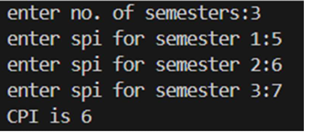 enter no. of semesters:3
enter spi for semester 1:5
enter spi for semester 2:6
enter spi for semester 3:7
CPI is 6